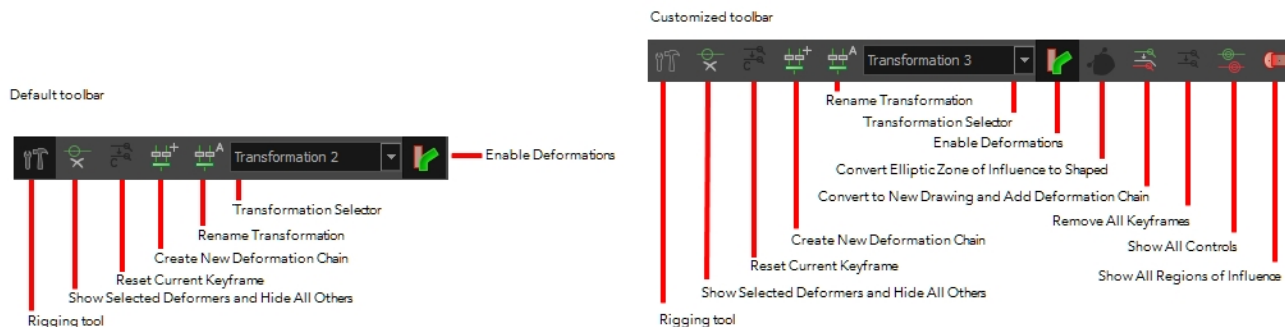 Default toolbar
Transformation 2
Enable Deformations
Transformation Selector
Rename Transformation
Create New Deformation Chain
Reset Current Keyframe
Show Selected Deformers and Hide All Others
Rigging tool
Customized toolbar
Transformation 3
Rename Transformation
Transformation Selector
Enable Deformations
Convert Elliptic Zone of Influence to Shaped
Convert to New Drawing and Add Deformation Chain
Remove All Keyframes
Create New Deformation Chain
Show All Controls
Reset Current Keyframe
Show All Regions of Influence
Show Selected Deformers and Hide All Others
Rigging tool